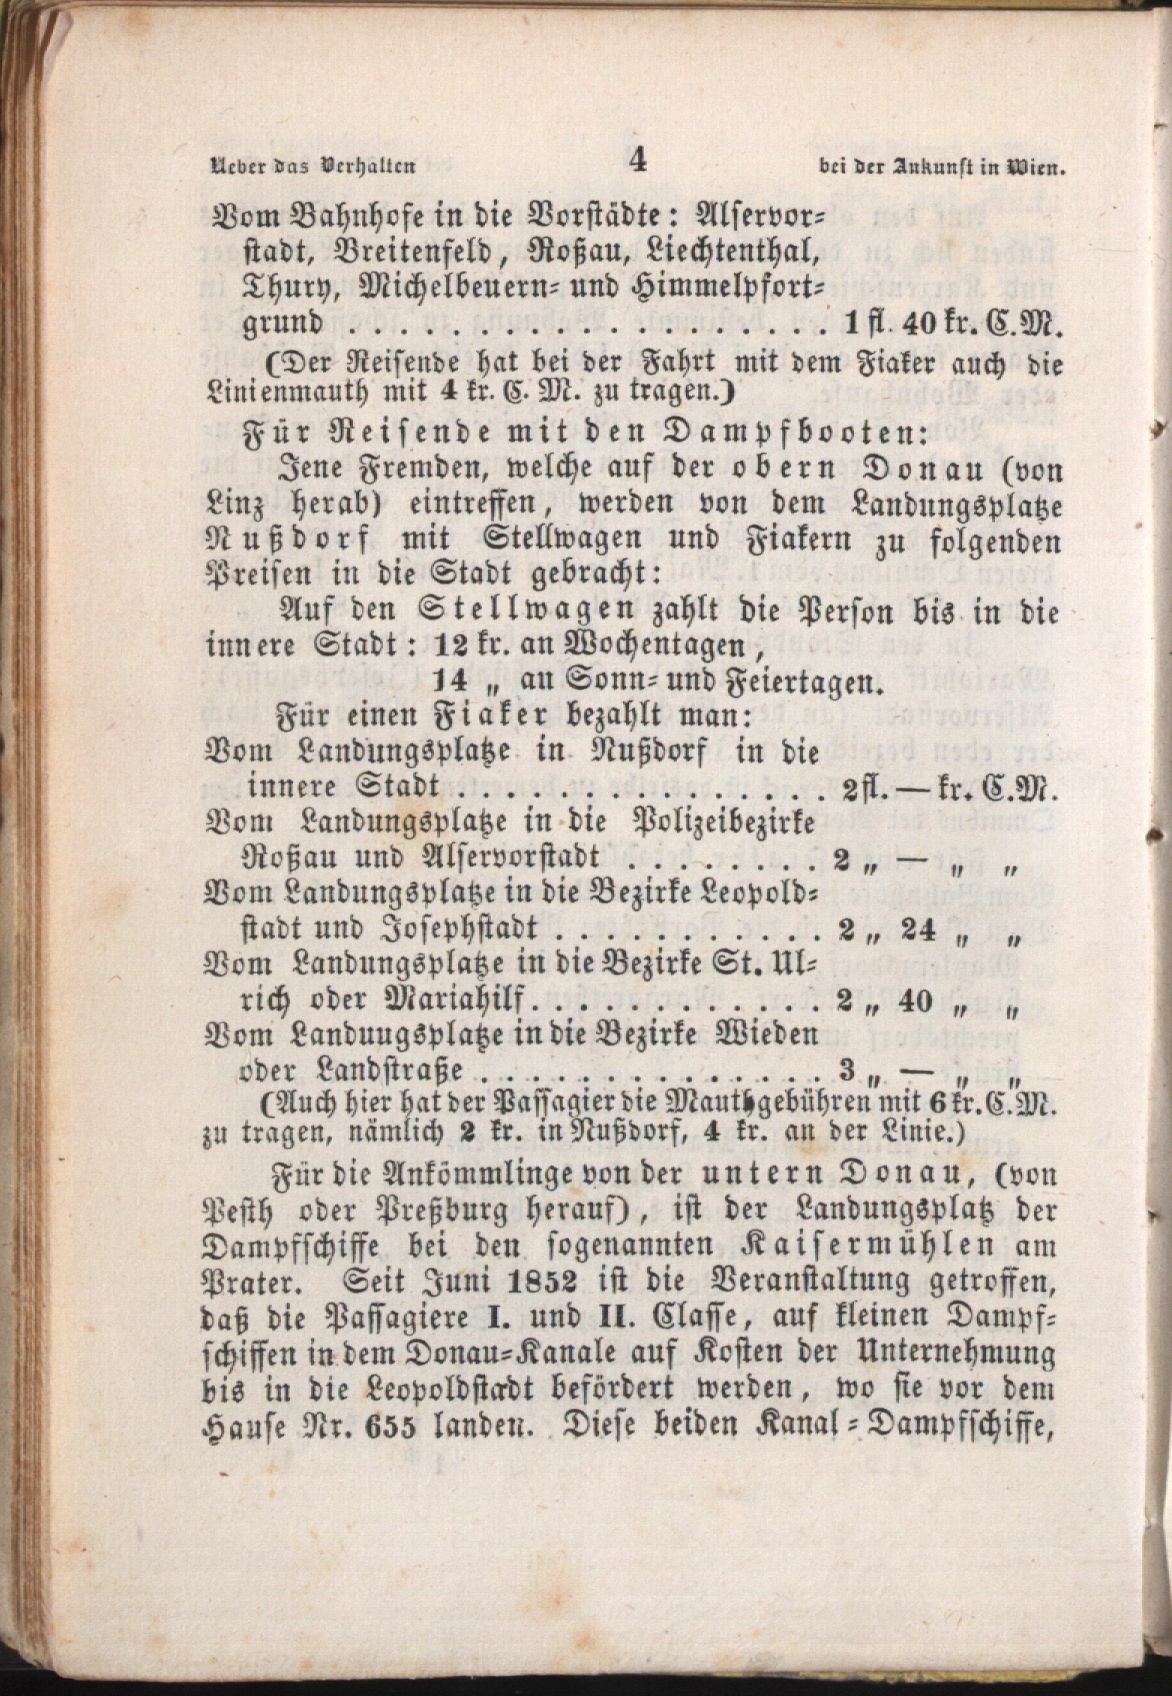 Ueber das Verhalten 4 bei der Ankunft in Wien.
Vom Bahnhofe in die Vorstädte: Alservor-
stadt, Breitenfeld, Roßau, Liechtenthal,
Thury, Michelbeuern- und Himmelpfort-
grund . . . . . . . . . . . . . . . . . . 1 fl. 40 kr. C. M.
(Der Reisende hat bei der Fahrt mit dem Fiaker auch die
Linienmauth mit 4 kr. C. M. zu tragen.)
Für Reisende mit den Dampfbooten:
Jene Fremden, welche auf der obern Donau (von
Linz herab) eintreffen, werden von dem Landungsplatze
Nußdorf mit Stellwagen und Fiakern zu folgenden
Preisen in die Stadt gebracht:
Auf den Stellwagen zahlt die Person bis in die
innere Stadt: 12 kr. an Wochentagen,
14 „ an Sonn- und Feiertagen.
Für einen Fiaker bezahlt man:
Vom Landungsplatze in Nußdorf in die
innere Stadt . . . . . . . . . . . . . . . 2 fl. — kr. C. M.
Vom Landungsplatze in die Polizeibezirke
Roßau und Alservorstadt . . . . . . . . 2 „ — „ „
Vom Landungsplatze in die Bezirke Leopold-
stadt und Josephstadt . . . . . . . . . . . 2 „ 24 „ „
Vom Landungsplatze in die Bezirke St. Ul-
rich oder Mariahilf. . . . . . . . . . . . 2 „ 40 „ „
Vom Landungsplatze in die Bezirke Wieden
oder Landstraße . . . . . . . . . . . . . . 3 „ — „ „
(Auch hier hat der Passagier die Mauthgebühren mit 6 kr. C. M.
zu tragen, nämlich 2 kr. in Nußdorf, 4 kr. an der Linie.)
Für die Ankömmlinge von der untern Donau, (von
Pesth oder Preßburg herauf), ist der Landungsplatz der
Dampfschiffe bei den sogenannten Kaisermühlen am
Prater. Seit Juni 1852 ist die Veranstaltung getroffen,
daß die Passagiere I. und II. Classe, auf kleinen Dampf-
schiffen in dem Donau-Kanale auf Kosten der Unternehmung
bis in die Leopoldstadt befördert werden, wo sie vor dem
Hause Nr. 655 landen. Diese beiden Kanal-Dampfschiffe,